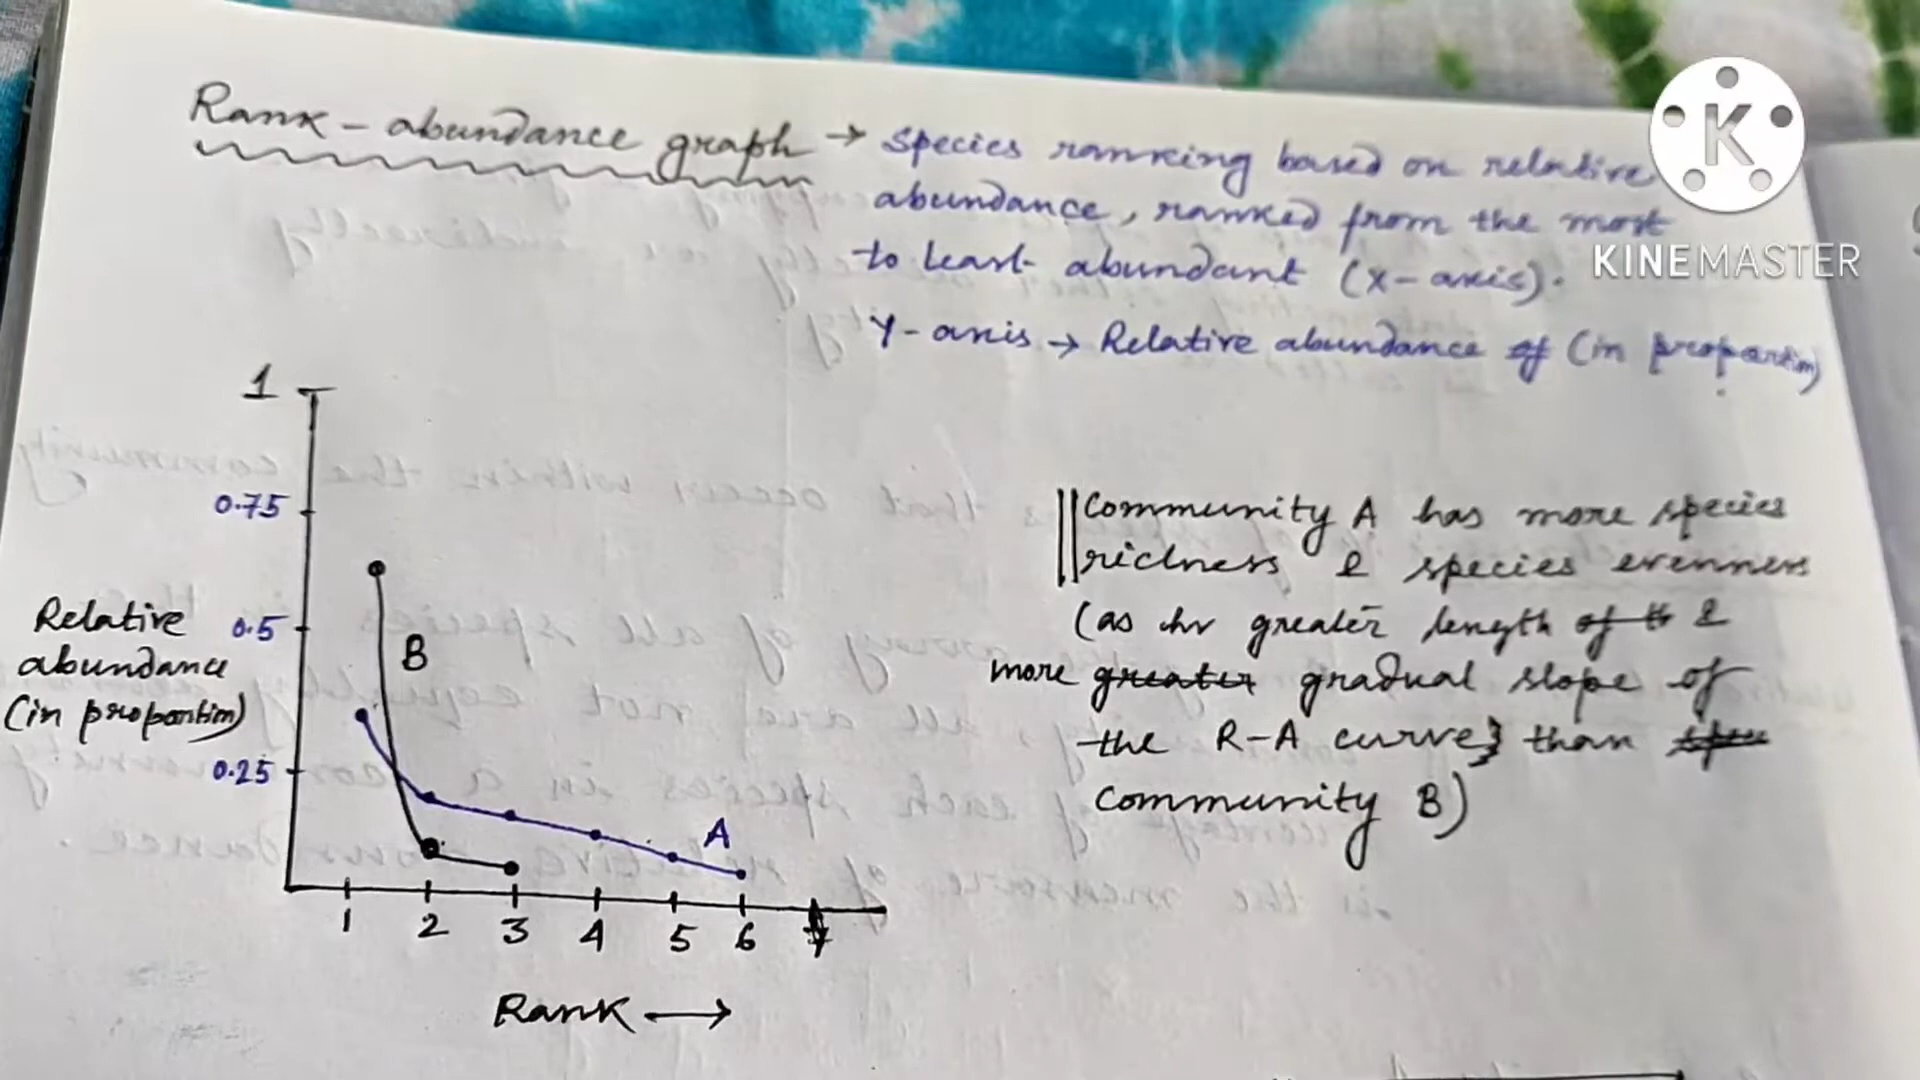 Rank - abundance graph → Species ranking based on relative
abundance, ranked from the most
to least abundant (X-axis).
Y-axis → Relative abundance of (in proportion)
K
KINEMASTER
1
0.75
0.5
0.25
Relative
abundance
(in proportion)
B
A
1 2 3 4 5 6
Rank →
Community A has more species
richness & species evenness
(as greater length of &
more greater gradual slope of
the R-A curve} than
Community B)